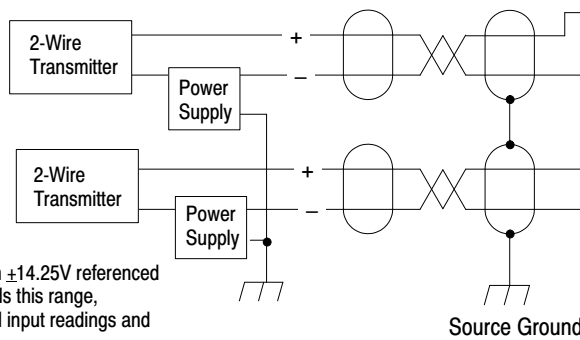 2-Wire
Transmitter
+
–
Power
Supply
2-Wire
Transmitter
+
–
Power
Supply
±14.25V referenced
this range,
input readings and
Source Ground